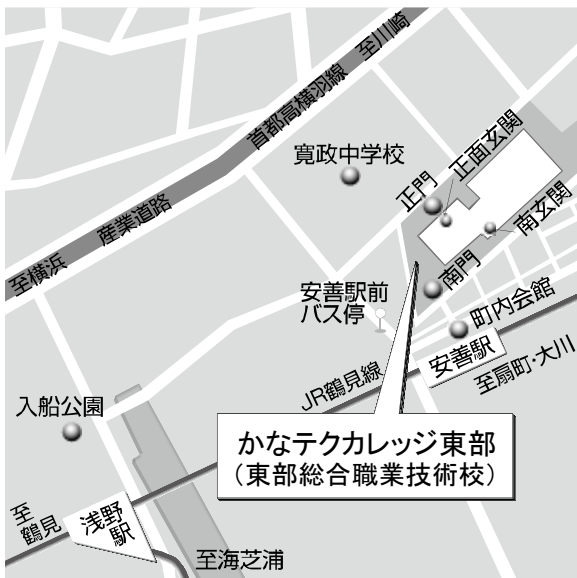 首都高横羽線
至川崎
産業道路
至横浜
寛政中学校
正門
正面玄関
南玄関
南門
安善駅前
バス停
町内会館
安善駅
JR鶴見線
至扇町・大川
入船公園
かなテクカレッジ東部
（東部総合職業技術校）
至
鶴見
浅野
駅
至海芝浦